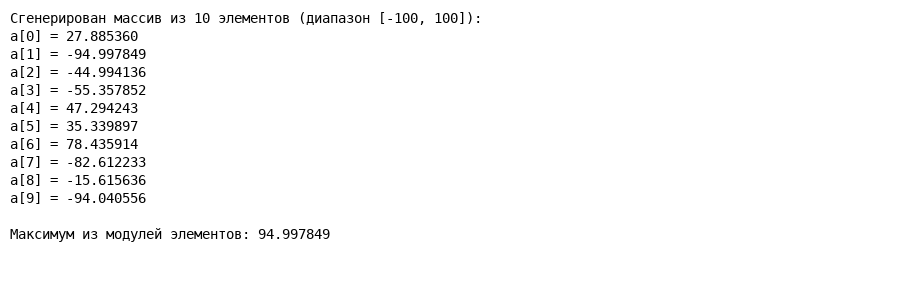 Сгенерирован массив из 10 элементов (диапазон [-100, 100]):
a[0] = 27.885360
a[1] = -94.997849
a[2] = -44.994136
a[3] = -55.357852
a[4] = 47.294243
a[5] = 35.339897
a[6] = 78.435914
a[7] = -82.612233
a[8] = -15.615636
a[9] = -94.040556
Максимум из модулей элементов: 94.997849